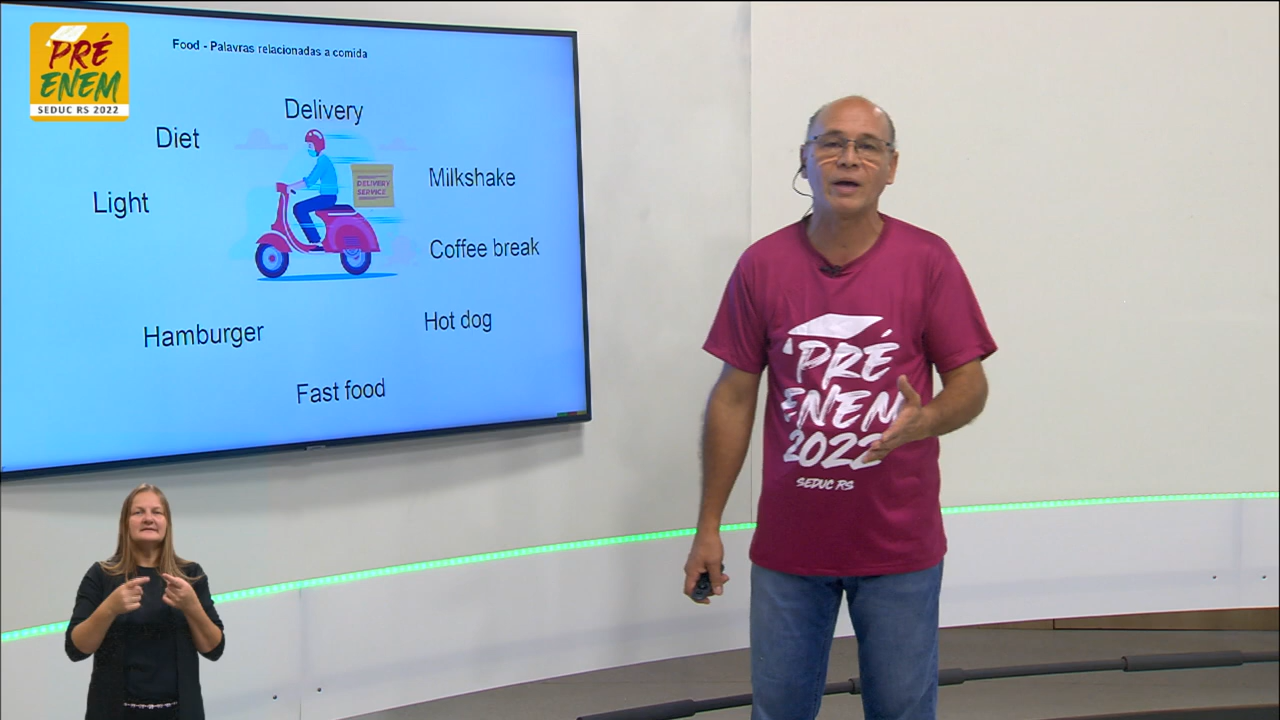 PRÉ
ENEM
SEDUC RS 2022
Food - Palavras relacionadas a comida
Delivery
Diet
Milkshake
Light
DELIVERY
SERVICE
Coffee break
Hamburger
Hot dog
Fast food
PRÉ
ENEM
2022
SEDUC RS